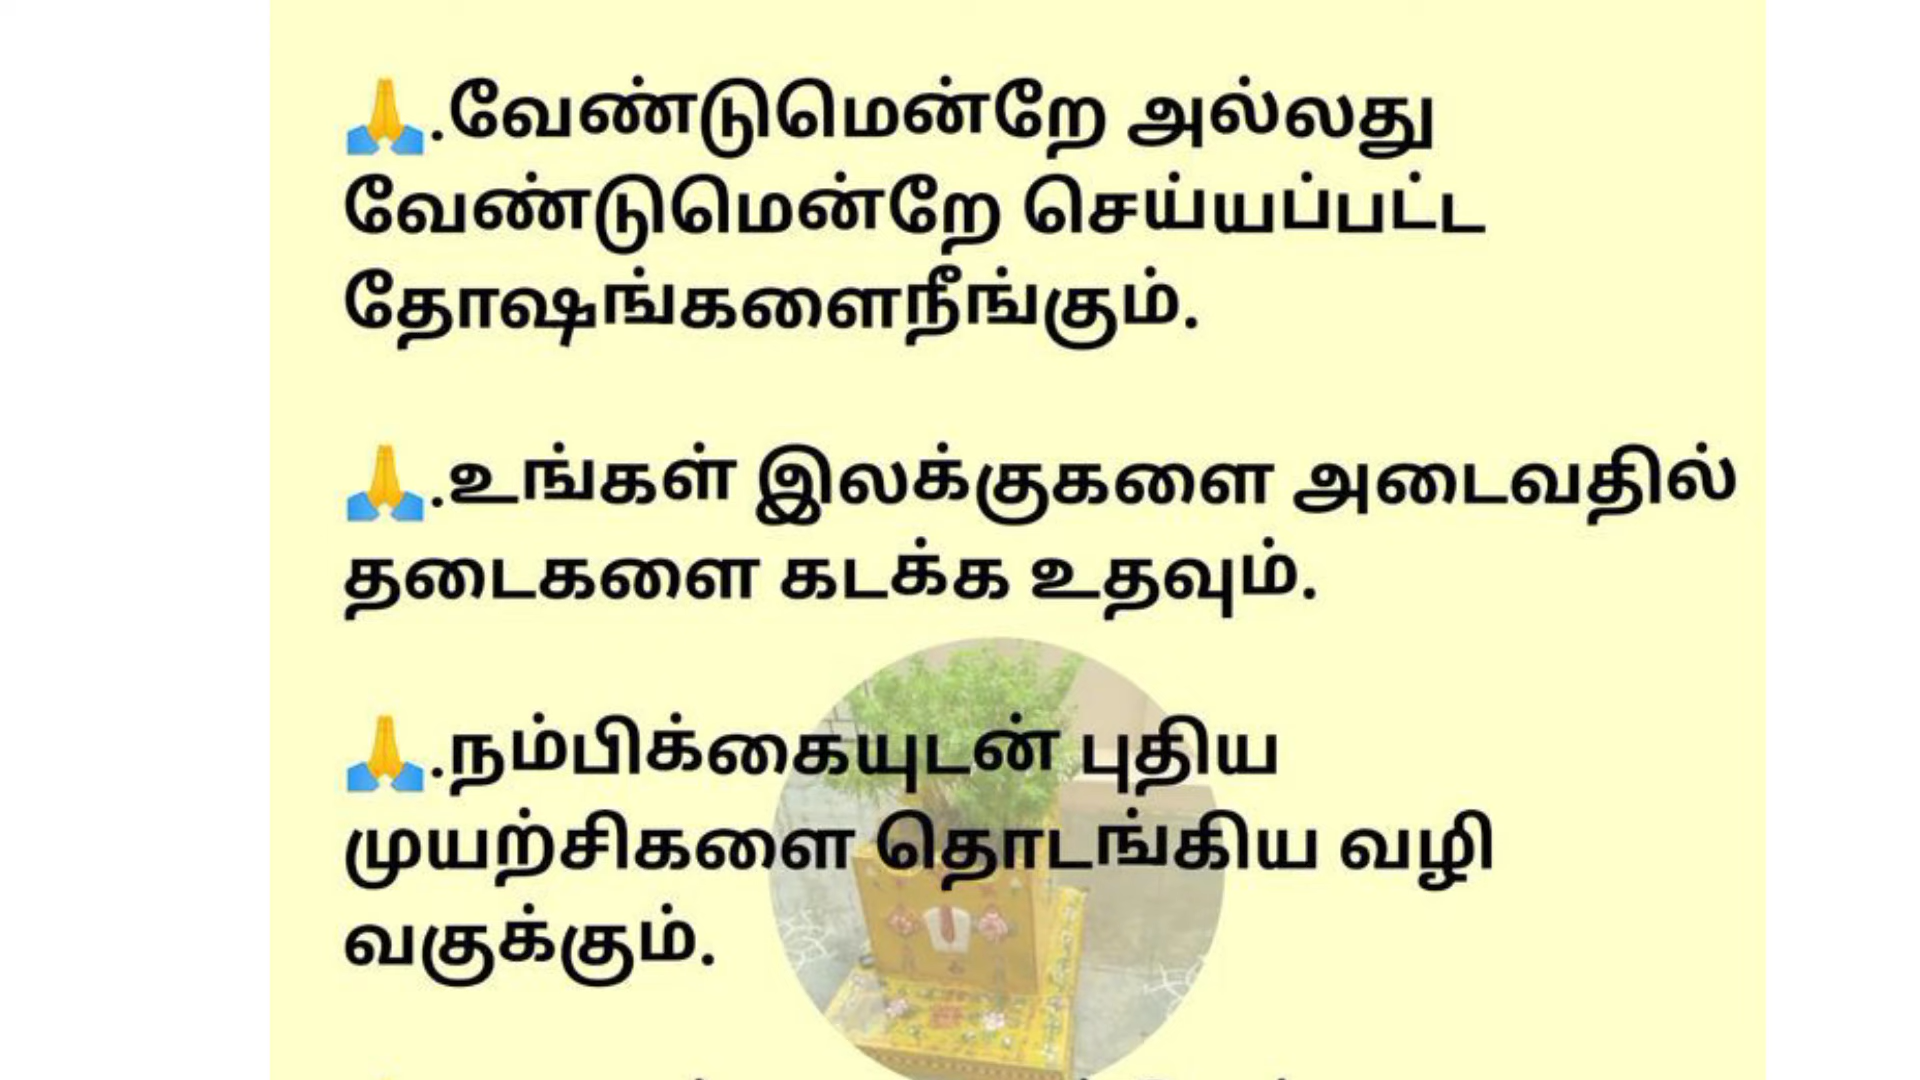 🙏.வேண்டுமென்றே அல்லது
வேண்டுமென்றே செய்யப்பட்ட
தோஷங்களைநீங்கும்.
🙏.உங்கள் இலக்குகளை அடைவதில்
தடைகளை கடக்க உதவும்.
🙏.நம்பிக்கையுடன் புதிய
முயற்சிகளை தொடங்கிய வழி
வகுக்கும்.